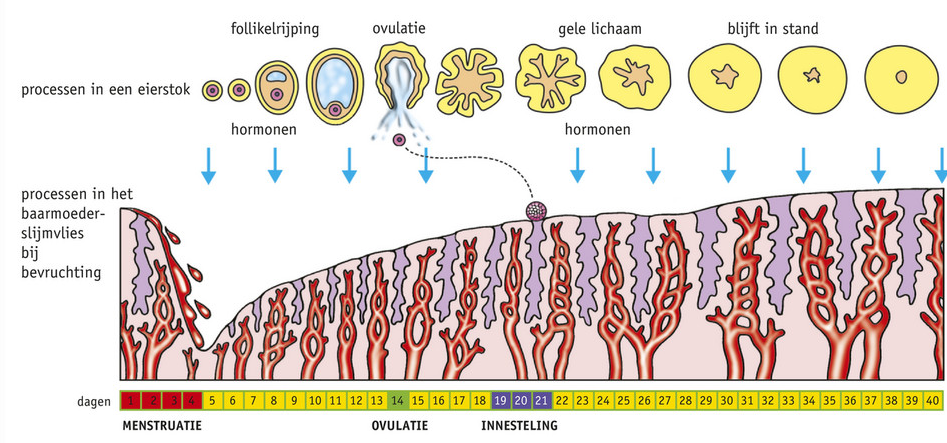 follikelrijping
ovulatie
gele lichaam
blijft in stand
processen in een eierstok
hormonen
hormonen
processen in het
baarmoeder-
slijmvlies
bij
bevruchting
dagen 1 2 3 4 5 6 7 8 9 10 11 12 13 14 15 16 17 18 19 20 21 22 23 24 25 26 27 28 29 30 31 32 33 34 35 36 37 38 39 40
MENSTRUATIE
OVULATIE
INNESTELING